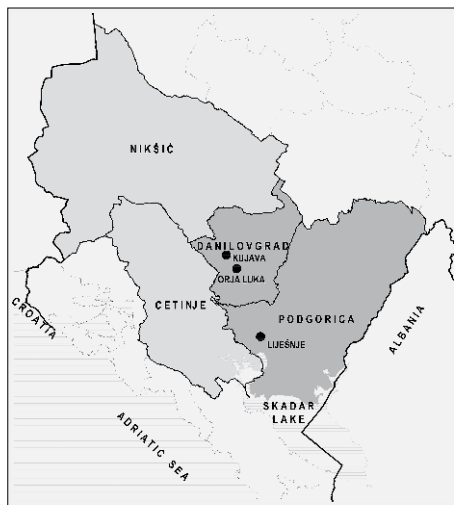 NIKŠIĆ
DANILOVGRAD
KUJAVA
ORJA LUKA
CETINJE
PODGORICA
LIJEŠNJE
CROATIA
ALBANIA
SKADAR
LAKE
ADRIATIC SEA